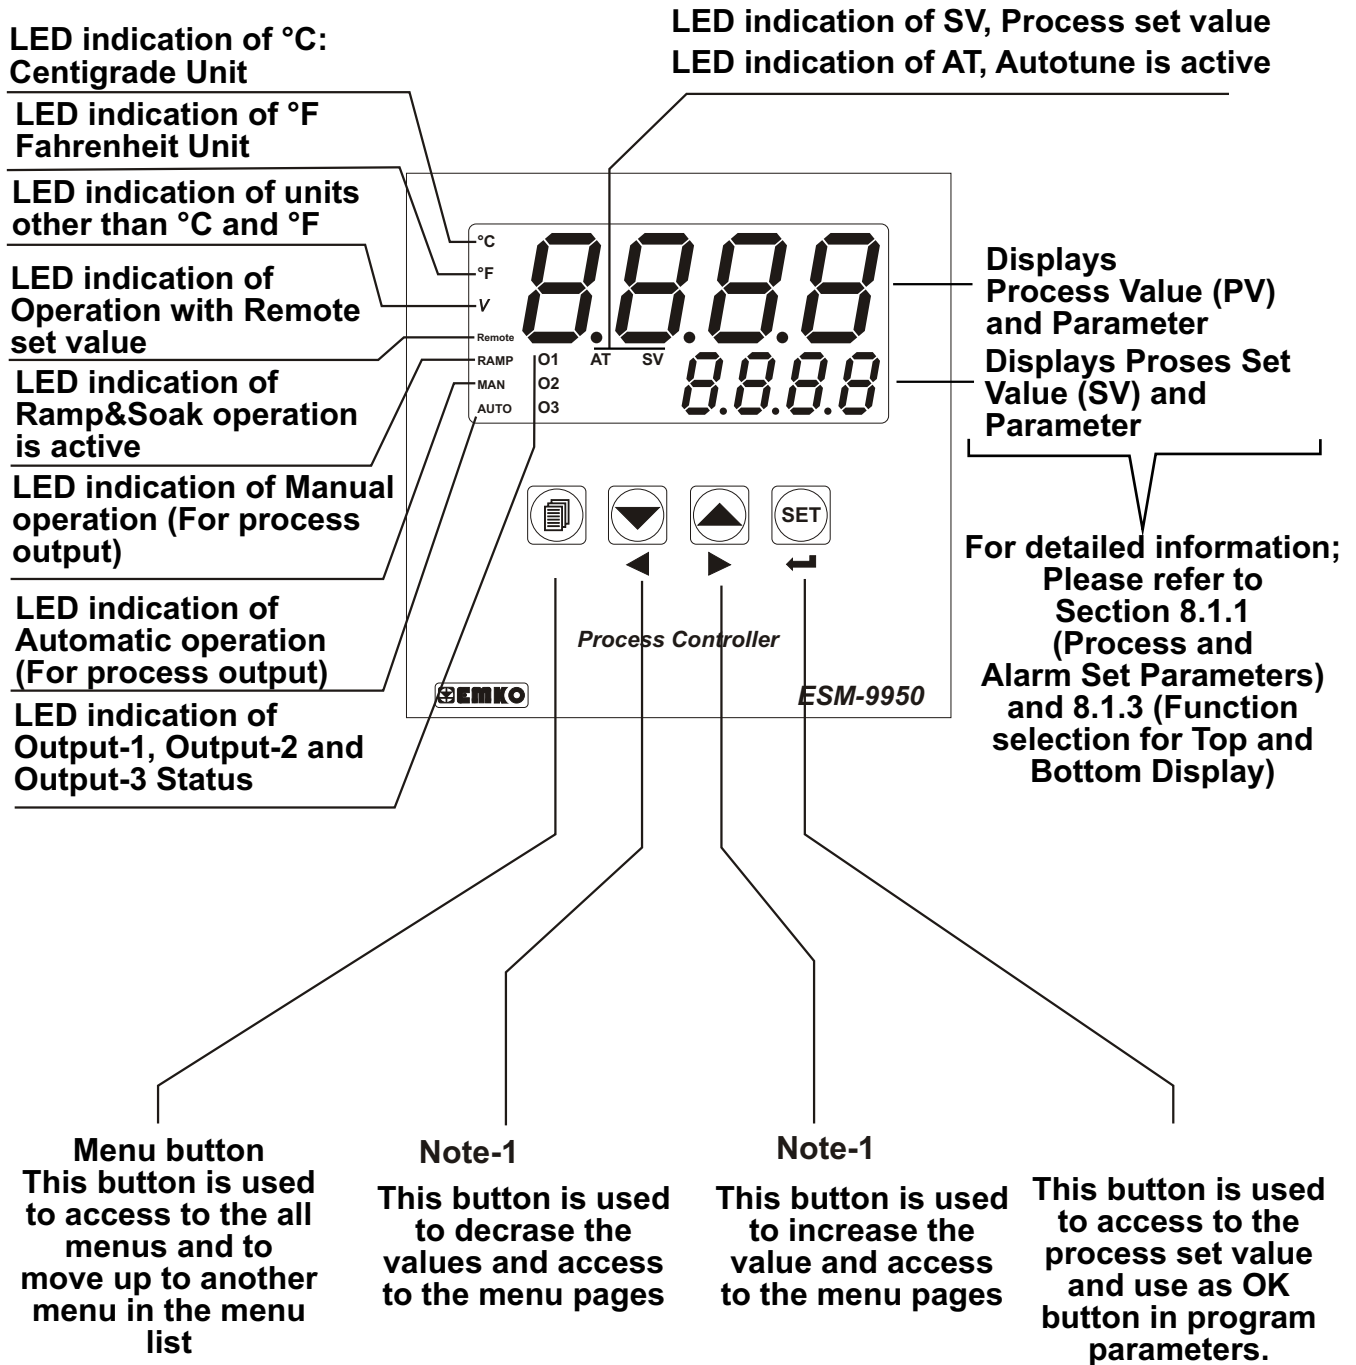 LED indication of SV, Process set value
LED indication of AT, Autotune is active
LED indication of °C:
Centigrade Unit
LED indication of °F
Fahrenheit Unit
LED indication of units
other than °C and °F
LED indication of
Operation with Remote
set value
LED indication of
Ramp&Soak operation
is active
LED indication of Manual
operation (For process
output)
LED indication of
Automatic operation
(For process output)
LED indication of
Output-1, Output-2 and
Output-3 Status
°C
°F
V
Remote
RAMP
MAN
AUTO
8.8.8.8
O1
O2
O3
AT SV
8.8.8.8
SET
Process Controller
EMKO
ESM-9950
Displays
Process Value (PV)
and Parameter
Displays Proses Set
Value (SV) and
Parameter
For detailed information;
Please refer to
Section 8.1.1
(Process and
Alarm Set Parameters)
and 8.1.3 (Function
selection for Top and
Bottom Display)
Menu button
This button is used
to access to the all
menus and to
move up to another
menu in the menu
list
Note-1
This button is used
to decrase the
values and access
to the menu pages
Note-1
This button is used
to increase the
value and access
to the menu pages
This button is used
to access to the
process set value
and use as OK
button in program
parameters.